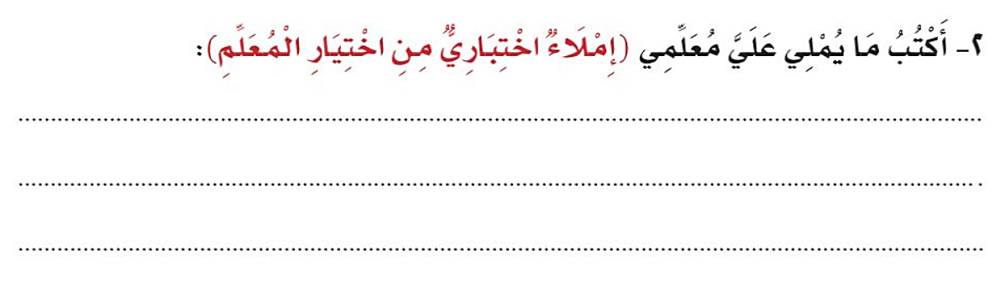 ٢- أَكْتُبُ مَا يُمْلِي عَلَيَّ مُعَلِّمِي (إِمْلَاءٌ اخْتِبَارِيٌّ مِنِ اخْتِيَارِ الْمُعَلِّمِ):